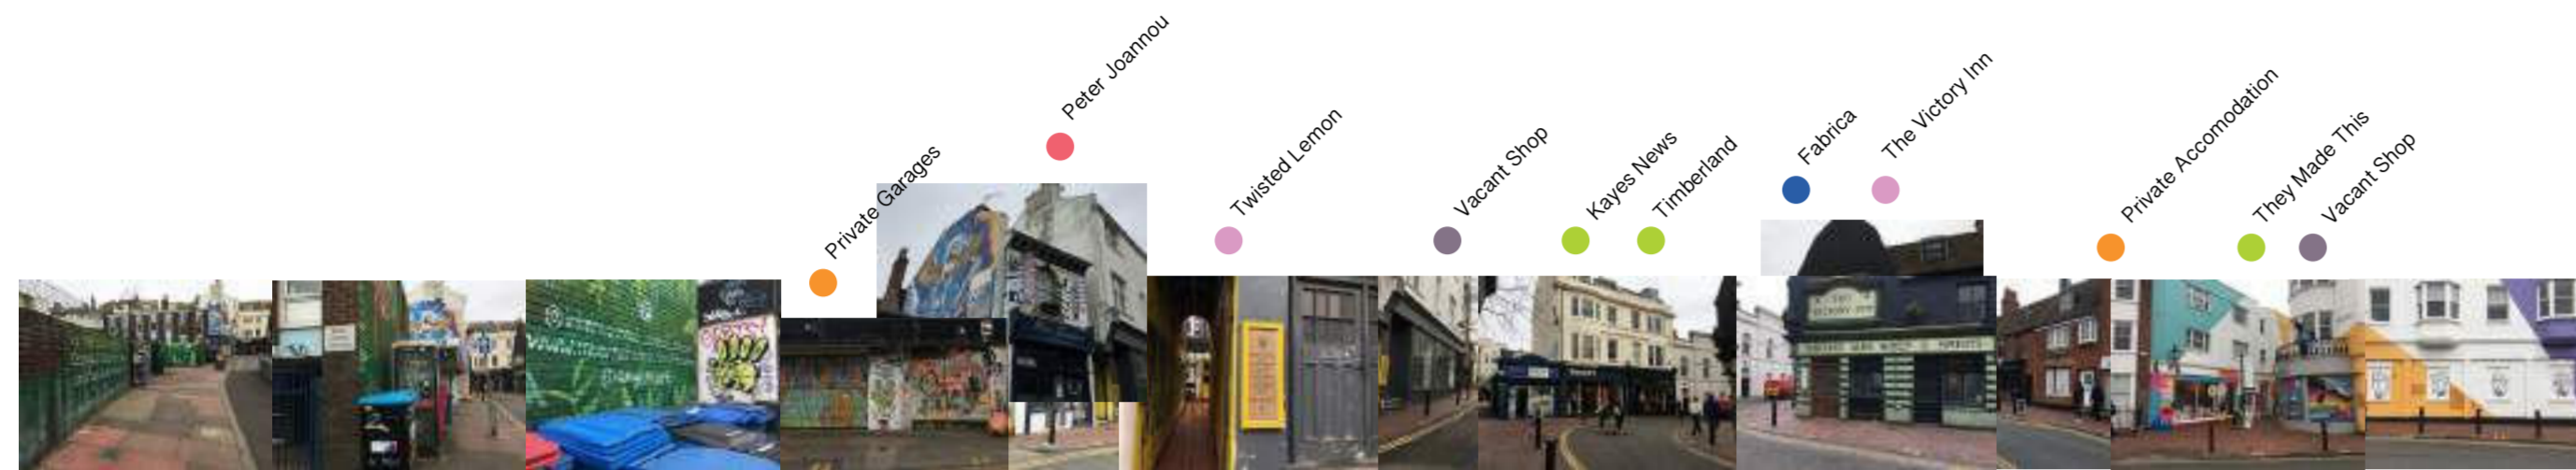 Private Garages
Peter Joannou
Twisted Lemon
Vacant Shop
Kayes News
Timberland
Fabrica
The Victory Inn
Private Accomodation
They Made This
Vacant Shop